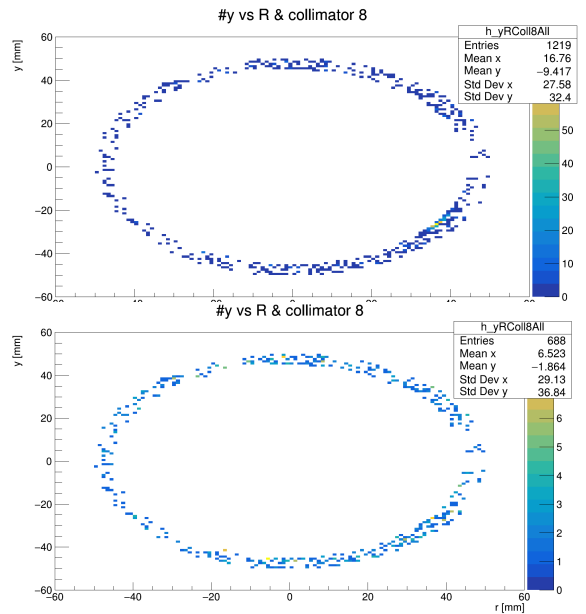 #y vs R & collimator 8
h_yRColl8All
Entries 1219
Mean x 16.76
Mean y −9.417
Std Dev x 27.58
Std Dev y 32.4
y [mm]
60
40
20
0
−20
−40
−60
−20
0
20
50
40
30
20
10
0
#y vs R & collimator 8
h_yRColl8All
Entries 688
Mean x 6.523
Mean y −1.864
Std Dev x 29.13
Std Dev y 36.84
y [mm]
60
40
20
0
−20
−40
−60
−60
−40
−20
0
20
40
60
r [mm]
6
5
4
3
2
1
0